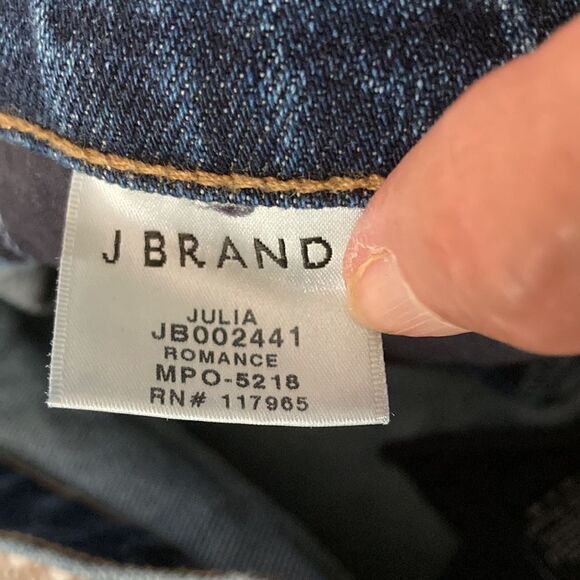 J BRAND
JULIA
JB002441
ROMANCE
MPO-5218
RN# 117965